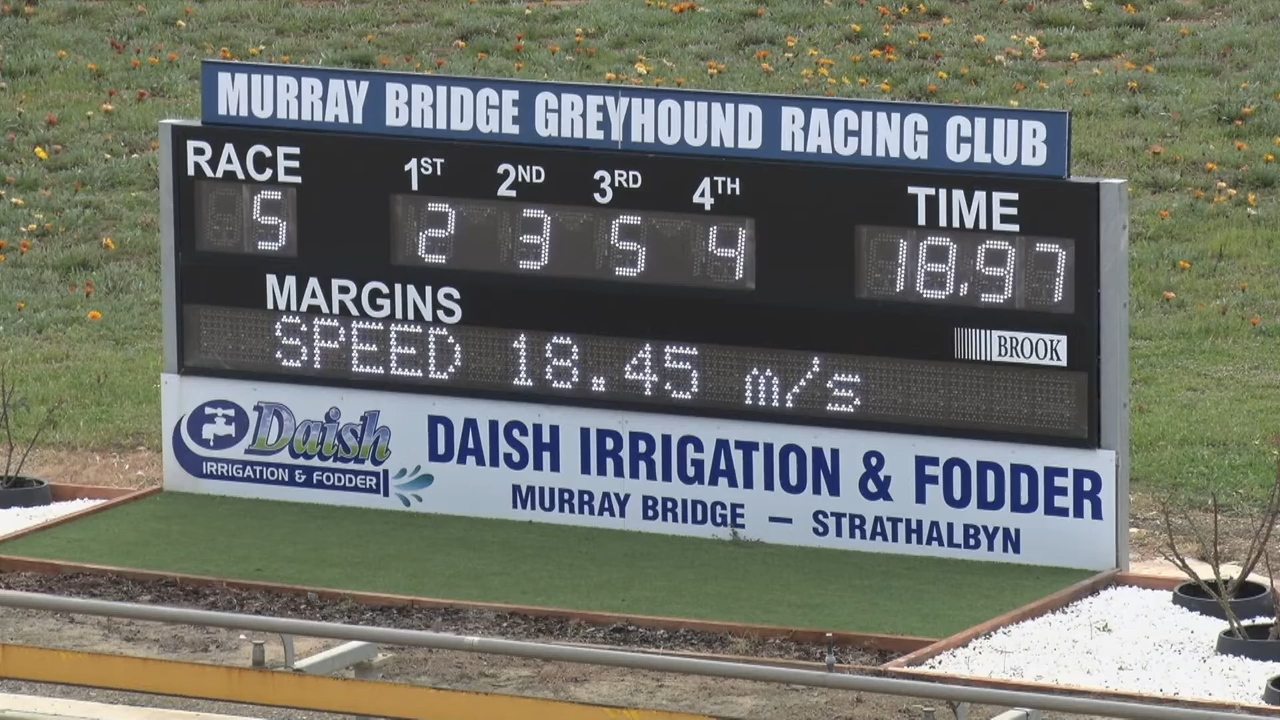 MURRAY BRIDGE GREYHOUND RACING CLUB
RACE 1ST 2ND 3RD 4TH TIME
5 2 3 5 4 18.97
MARGINS
BROOK
SPEED 18.45 m/s
Daish
IRRIGATION & FODDER
DAISH IRRIGATION & FODDER
MURRAY BRIDGE – STRATHALBYN